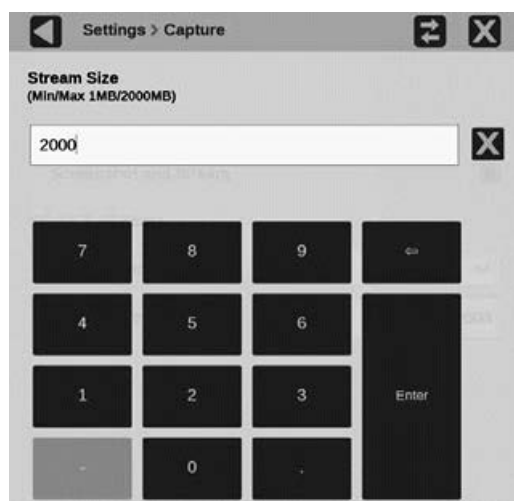 Settings > Capture
Stream Size
(Min/Max 1MB/2000MB)
2000
7 8 9 ⇦
4 5 6
1 2 3 Enter
- 0 .